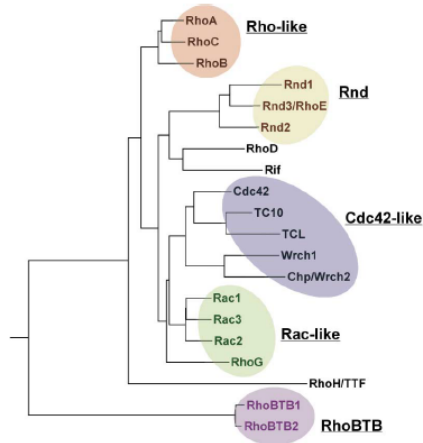 RhoA
Rho-like
RhoC
RhoB
Rnd1
Rnd
Rnd3/RhoE
Rnd2
RhoD
Rif
Cdc42
TC10
Cdc42-like
TCL
Wrch1
Chp/Wrch2
Rac1
Rac3
Rac-like
Rac2
RhoG
RhoH/TTF
RhoBTB1
RhoBTB2
RhoBTB